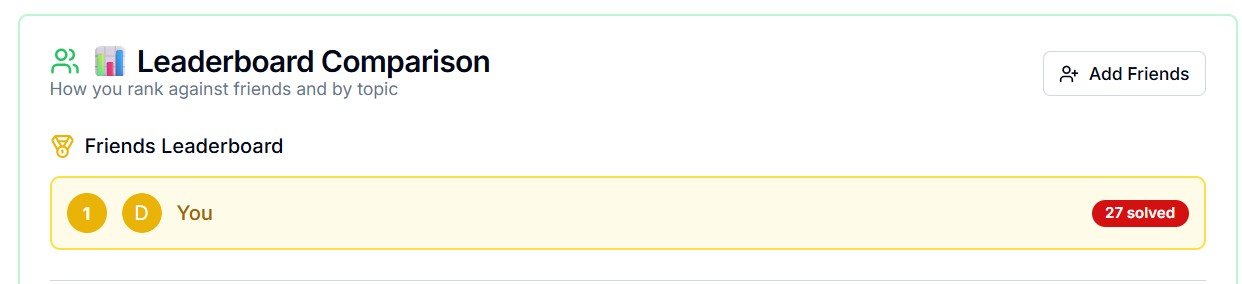 Leaderboard Comparison
How you rank against friends and by topic
Add Friends
Friends Leaderboard
1 D You 27 solved